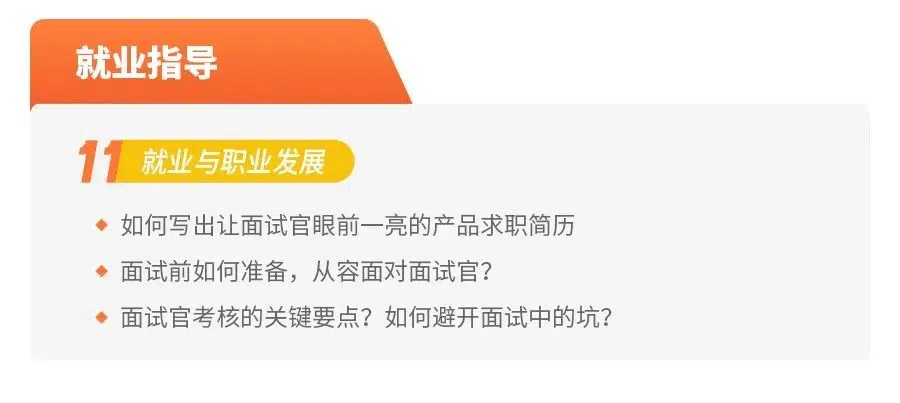 就业指导
11 就业与职业发展
如何写出让面试官眼前一亮的产品求职简历
面试前如何准备，从容面对面试官？
面试官考核的关键要点？如何避开面试中的坑？